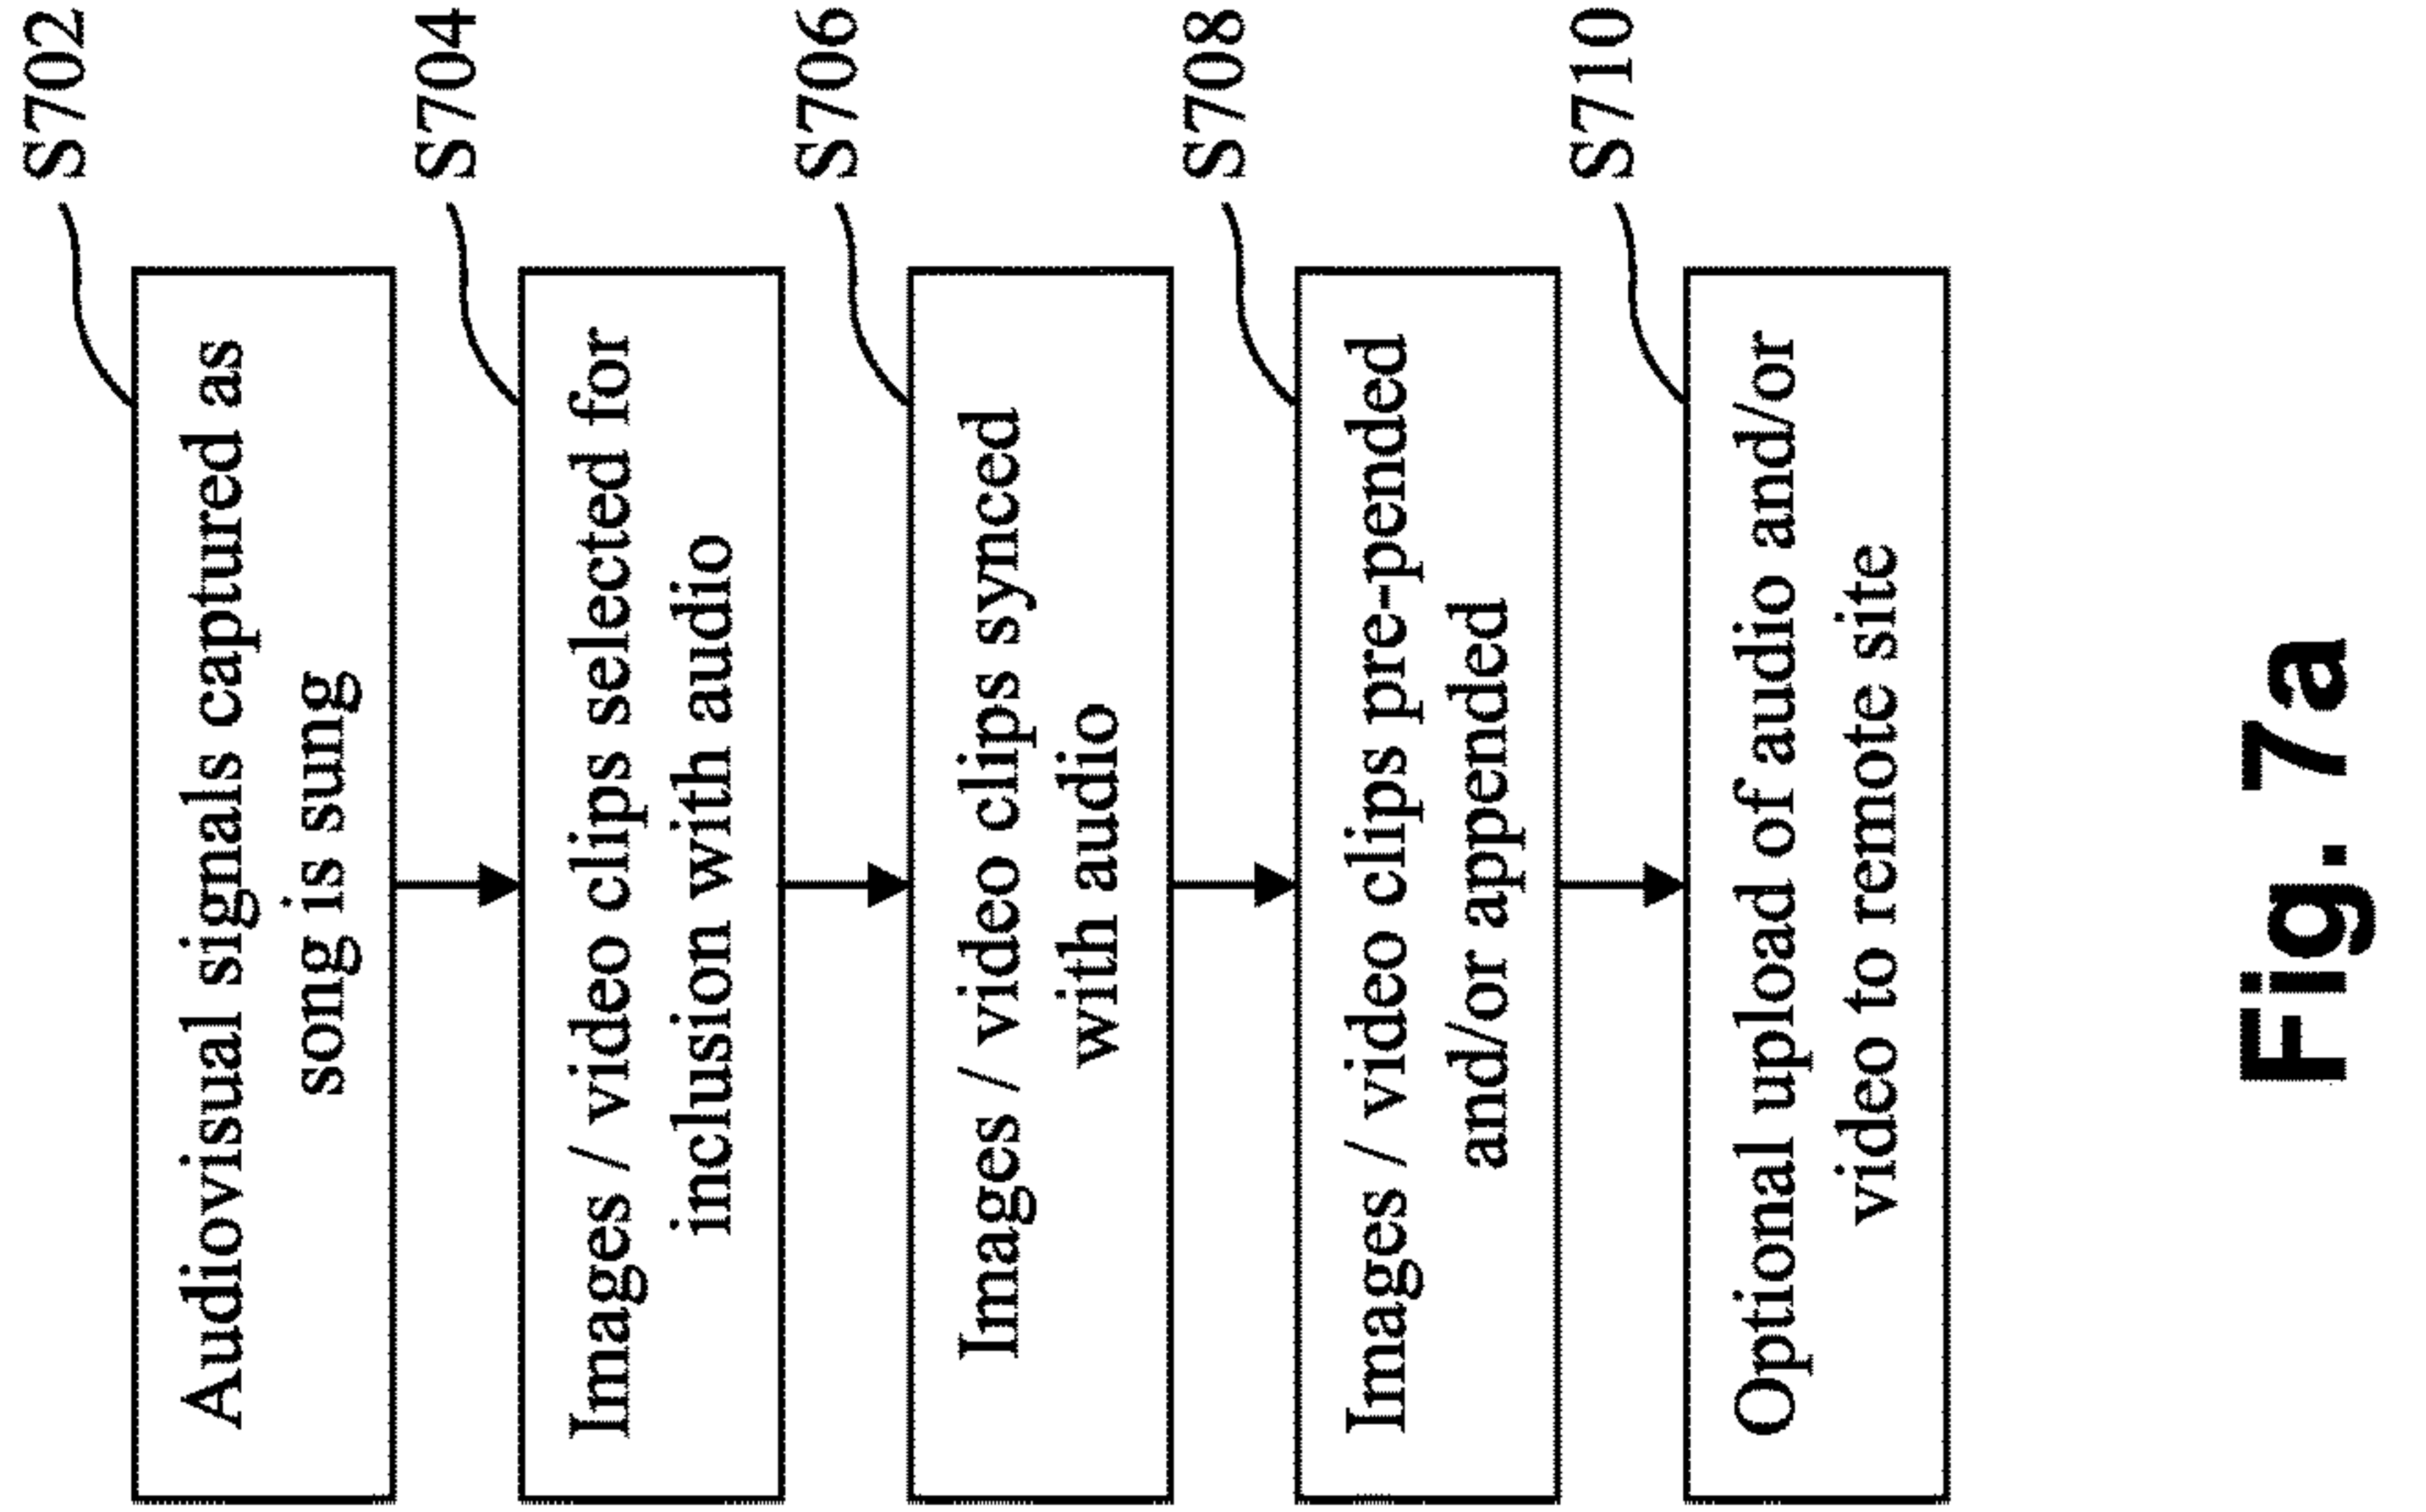 S702
Audiovisual signals captured as
song is sung
S704
Images / video clips selected for
inclusion with audio
S706
Images / video clips synced
with audio
S708
Images / video clips pre-pended
and/or appended
S710
Optional upload of audio and/or
video to remote site
Fig. 7a